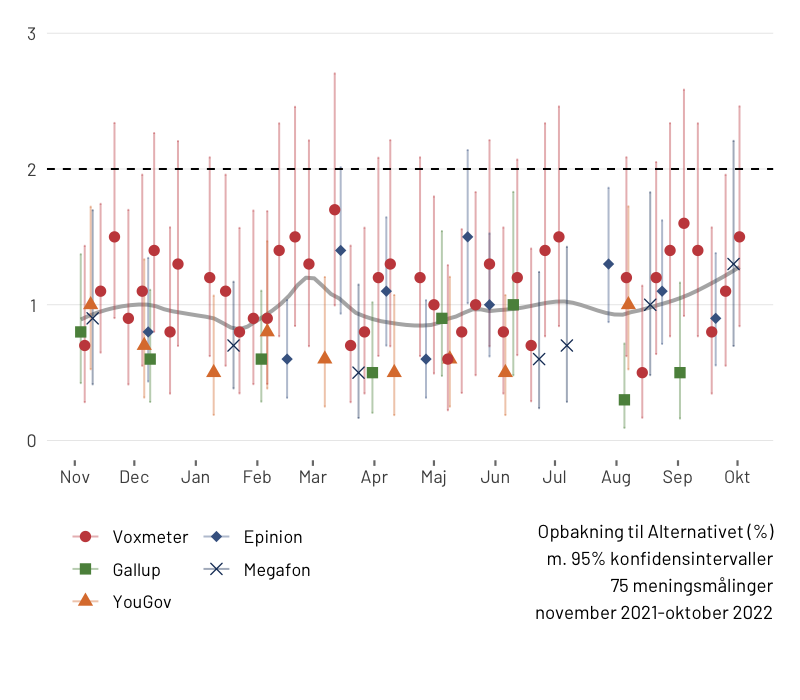 3
2
1
0
Nov Dec Jan Feb Mar Apr Maj Jun Jul Aug Sep Okt
Voxmeter Epinion
Gallup Megafon
YouGov
Opbakning til Alternativet (%)
m. 95% konfidensintervaller
75 meningsmålinger
november 2021-oktober 2022